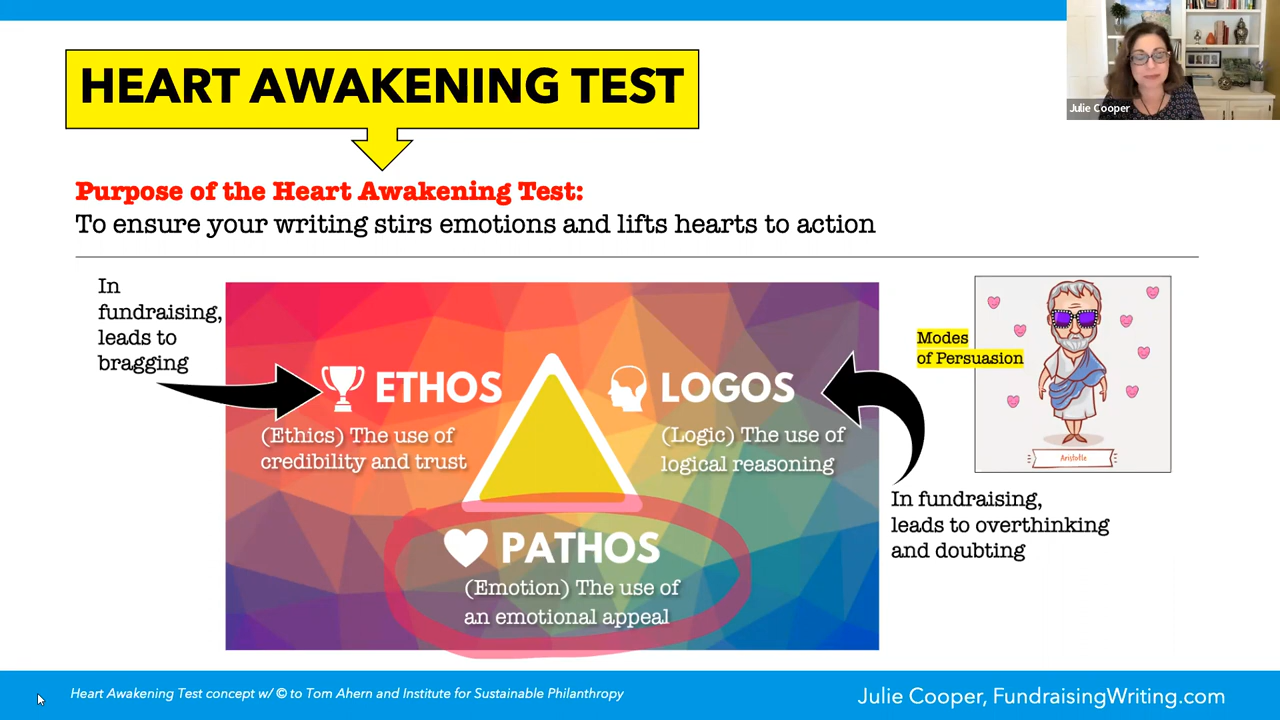 HEART AWAKENING TEST
Julie Cooper
Purpose of the Heart Awakening Test:
To ensure your writing stirs emotions and lifts hearts to action
In
fundraising,
leads to
bragging
ETHOS
(Ethics) The use of
credibility and trust
LOGOS
(Logic) The use of
logical reasoning
PATHOS
(Emotion) The use of
an emotional appeal
Modes
of Persuasion
Aristotle
In fundraising,
leads to overthinking
and doubting
Heart Awakening Test concept w/ © to Tom Ahern and Institute for Sustainable Philanthropy
Julie Cooper, FundraisingWriting.com